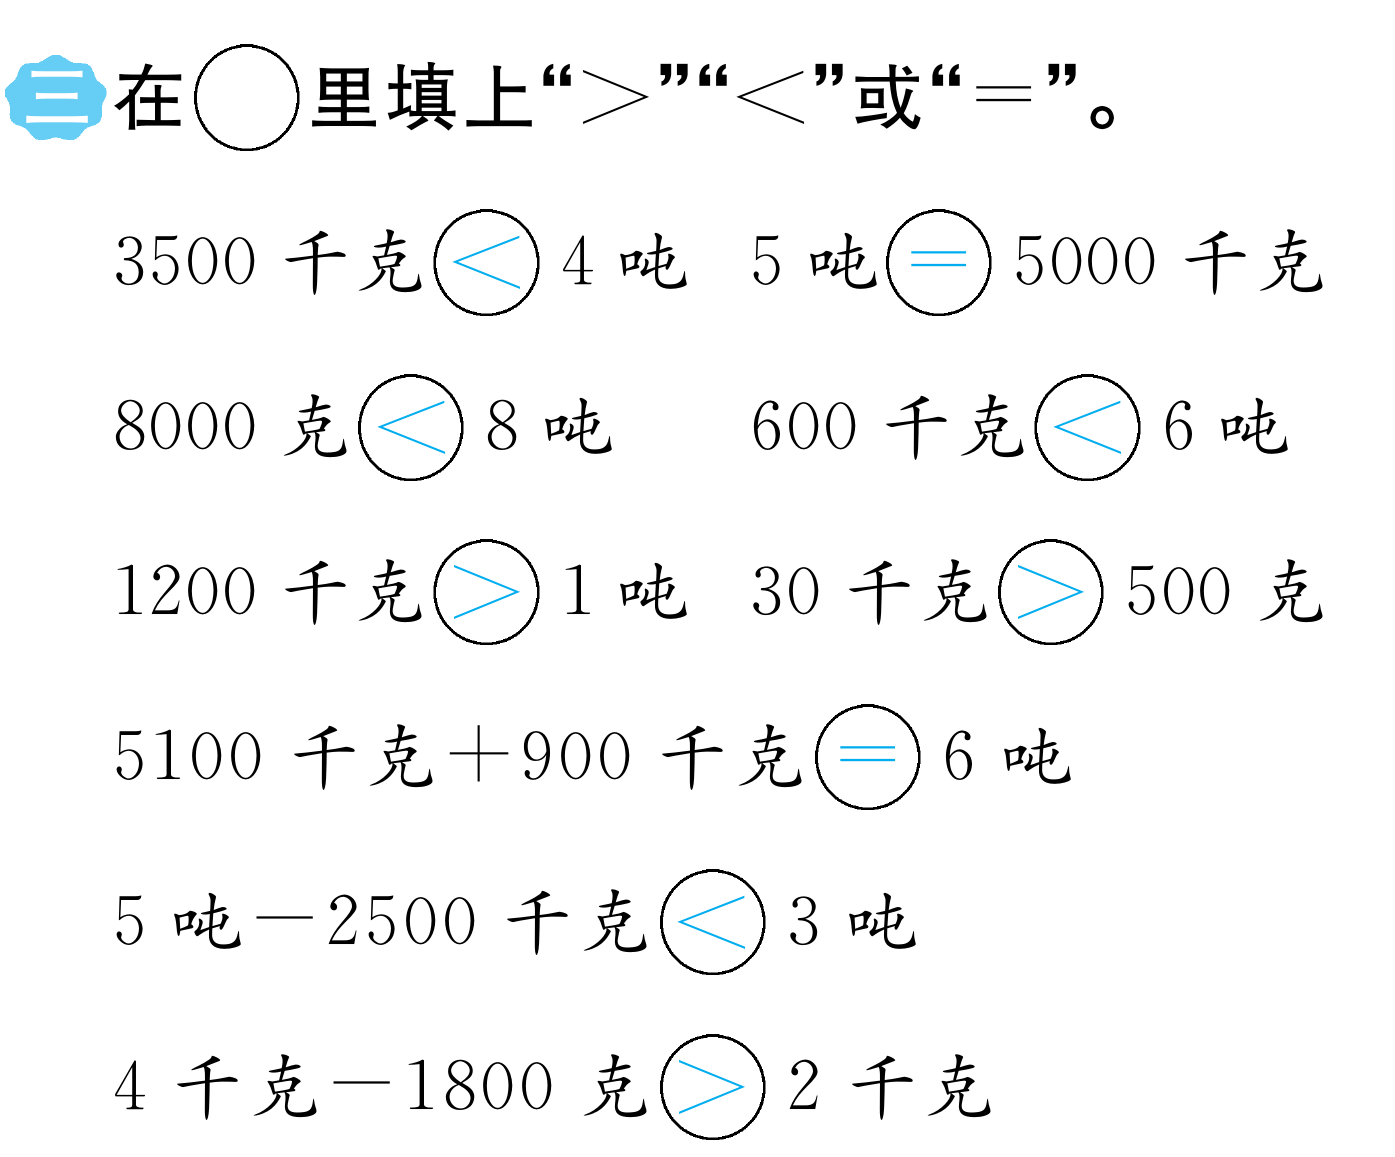 三 在○里填上“>”“<”或“=”。
3500 千克 < 4 吨 5 吨 = 5000 千克
8000 克 < 8 吨 600 千克 < 6 吨
1200 千克 > 1 吨 30 千克 > 500 克
5100 千克+900 千克 = 6 吨
5 吨-2500 千克 < 3 吨
4 千克-1800 克 > 2 千克